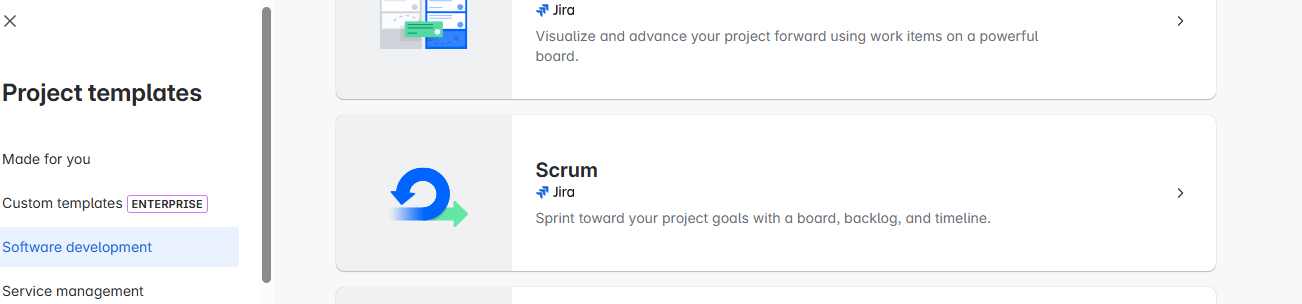 Project templates
Made for you
Custom templates ENTERPRISE
Software development
Service management
Jira
Visualize and advance your project forward using work items on a powerful
board.
Scrum
Jira
Sprint toward your project goals with a board, backlog, and timeline.